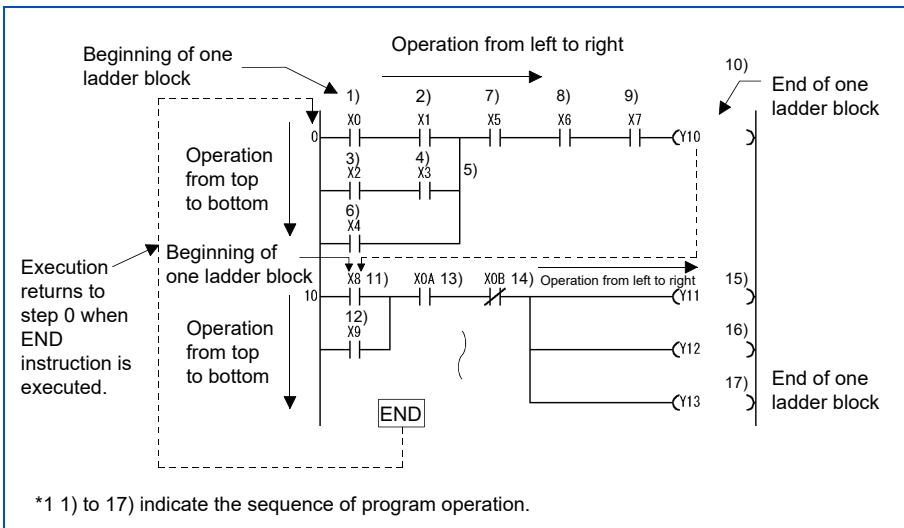 Beginning of one
ladder block
Operation from left to right
10)
End of one
ladder block
1) 2) 7) 8) 9)
X0 X1 X5 X6 X7
0 Y10
Operation
from top
to bottom
3) 4)
X2 X3 5)
6)
X4
Beginning of
one ladder block
Execution
returns to
step 0 when
END
instruction is
executed.
X8 11) X0A 13) X0B 14) Operation from left to right 15)
10 Y11
Operation
from top
to bottom
12)
X9
16)
Y12
17)
Y13
End of one
ladder block
END
*1 1) to 17) indicate the sequence of program operation.